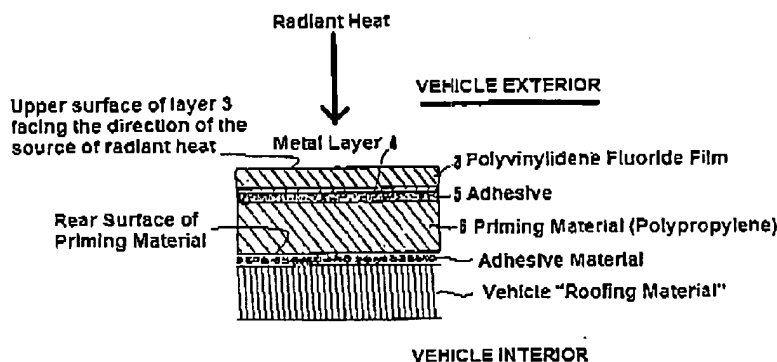 Radiant Heat
VEHICLE EXTERIOR
Upper surface of layer 3
facing the direction of the
source of radiant heat
Metal Layer 4
3 Polyvinylidene Fluoride Film
5 Adhesive
Rear Surface of
Priming Material
6 Priming Material (Polypropylene)
Adhesive Material
Vehicle "Roofing Material"
VEHICLE INTERIOR